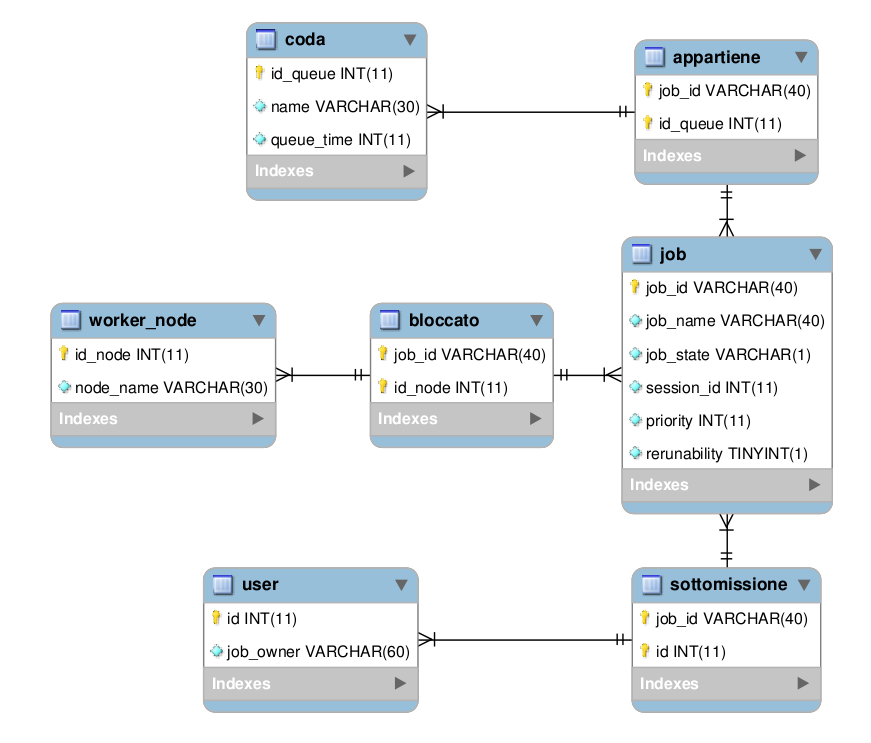 coda
id_queue INT(11)
name VARCHAR(30)
queue_time INT(11)
Indexes
appartiene
job_id VARCHAR(40)
id_queue INT(11)
Indexes
job
job_id VARCHAR(40)
job_name VARCHAR(40)
job_state VARCHAR(1)
session_id INT(11)
priority INT(11)
rerunability TINYINT(1)
Indexes
worker_node
id_node INT(11)
node_name VARCHAR(30)
Indexes
bloccato
job_id VARCHAR(40)
id_node INT(11)
Indexes
user
id INT(11)
job_owner VARCHAR(60)
Indexes
sottomissione
job_id VARCHAR(40)
id INT(11)
Indexes